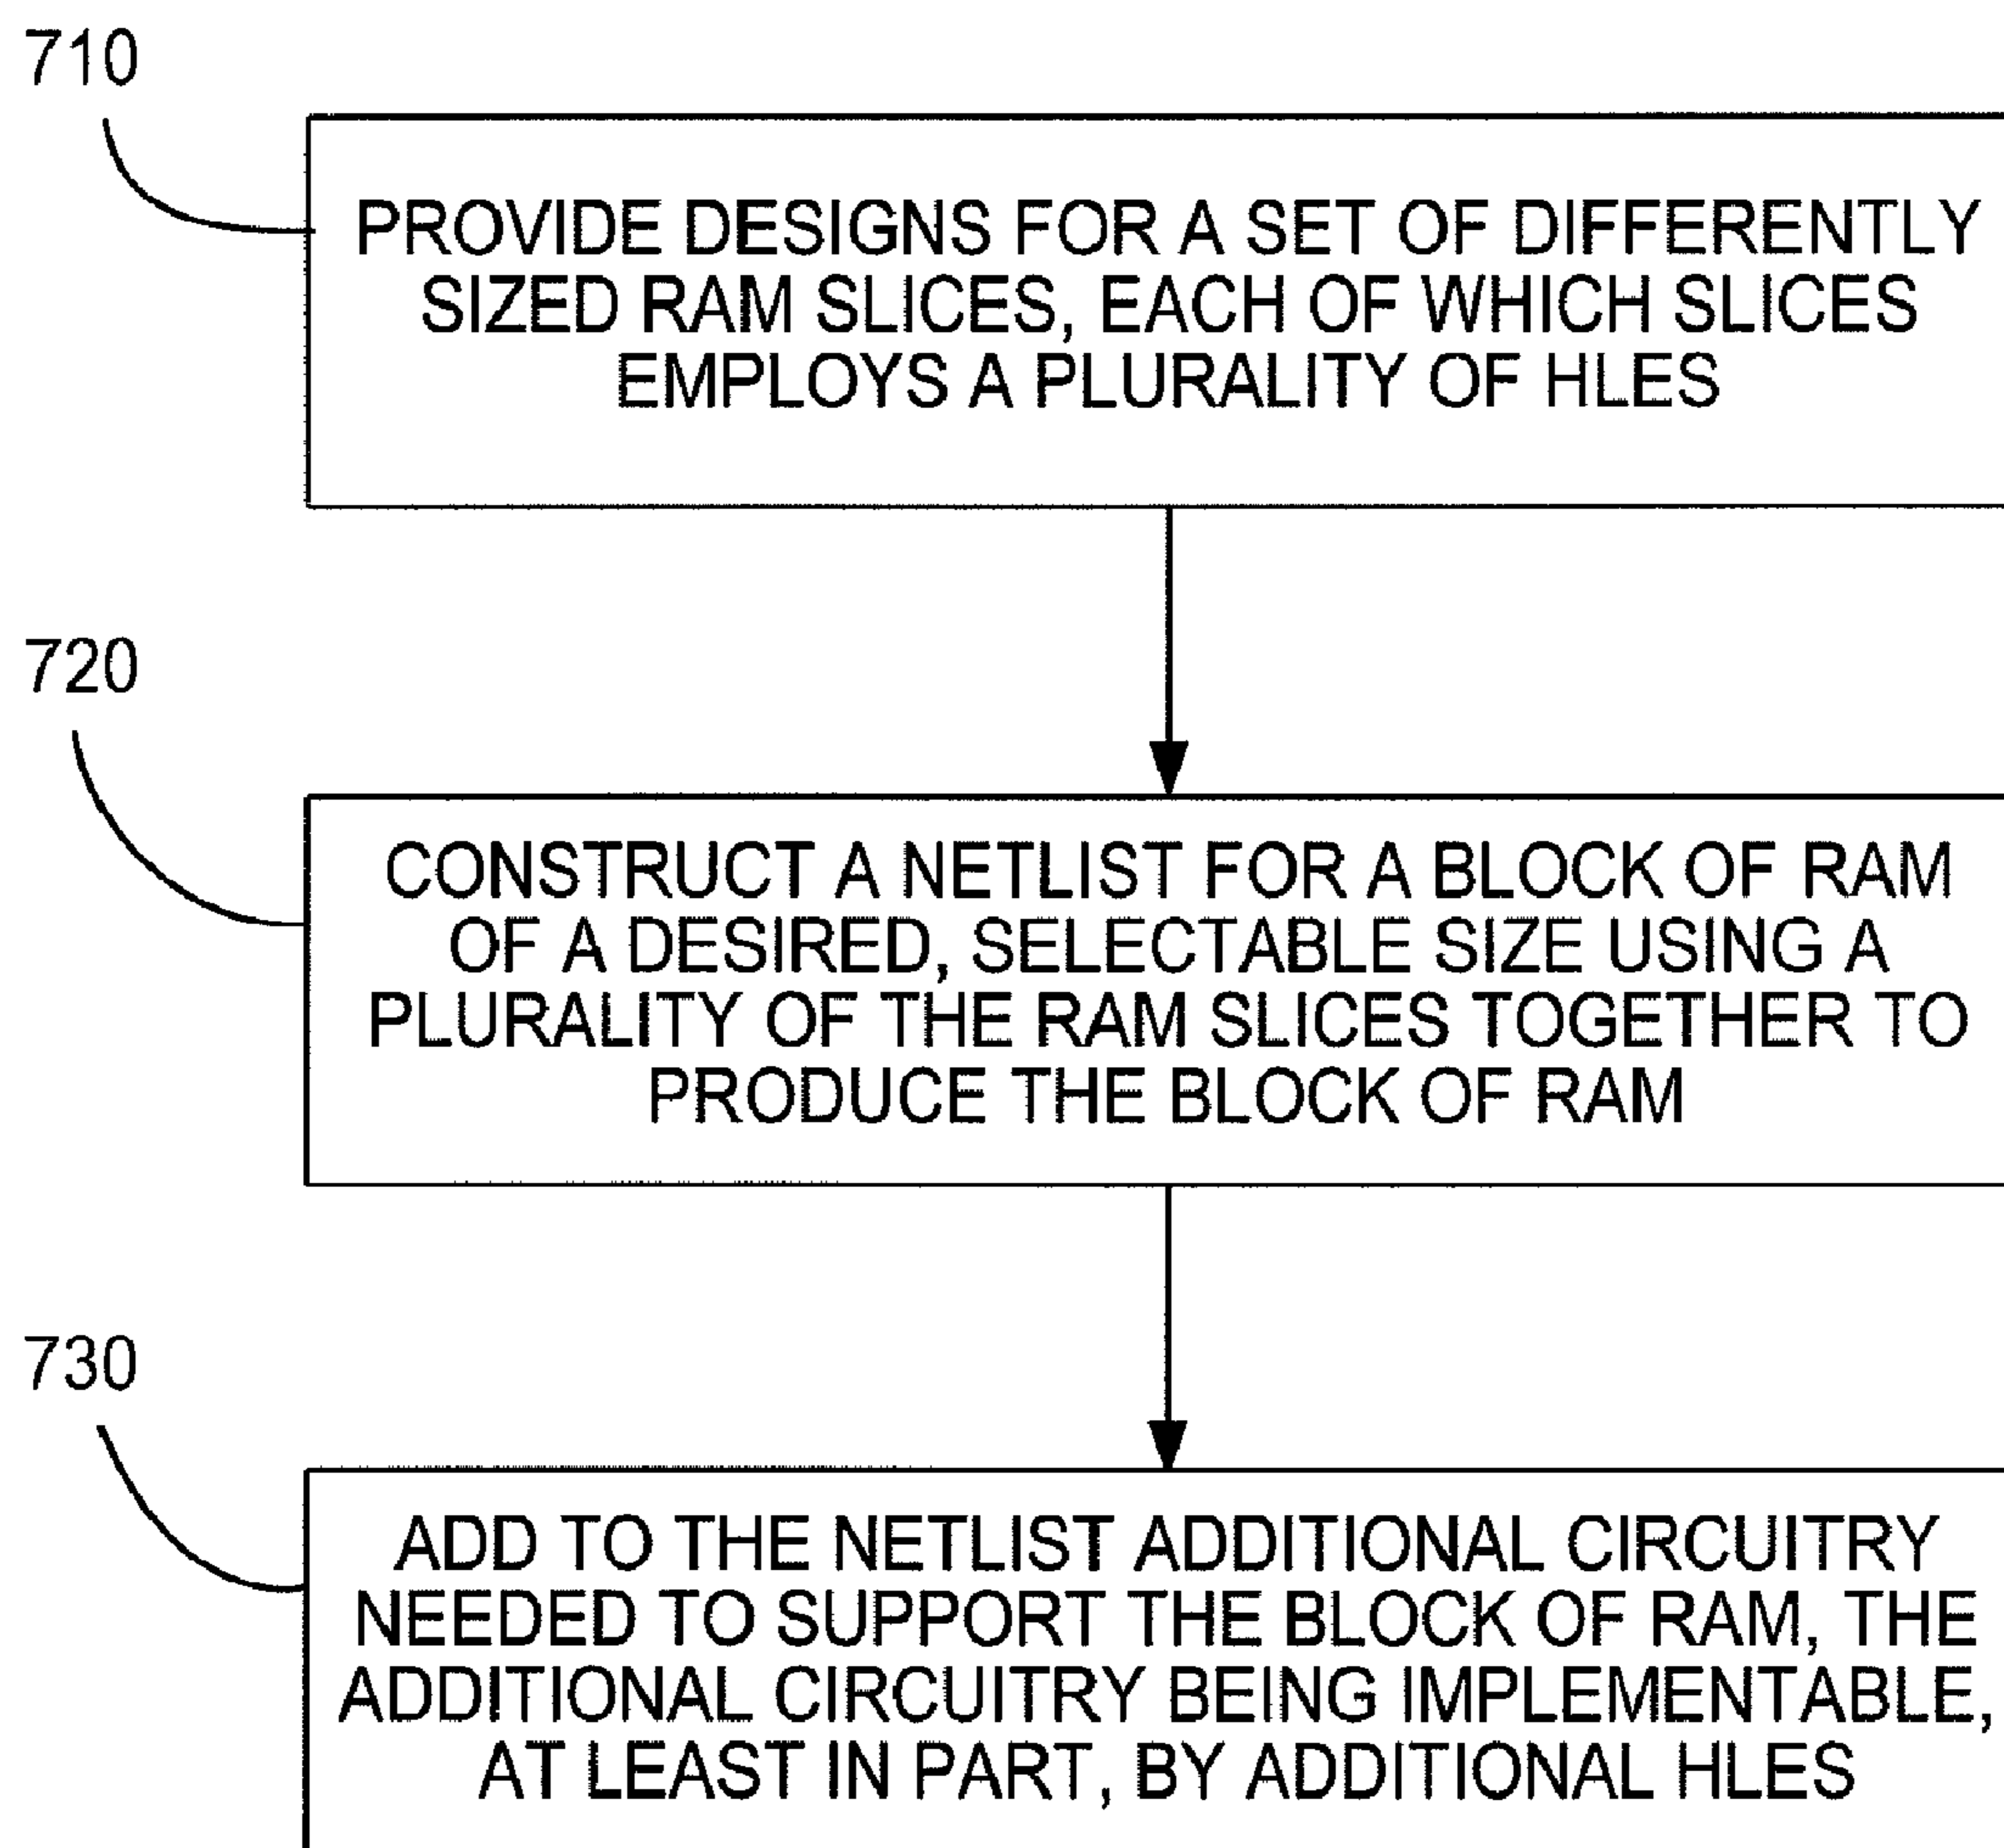 710
PROVIDE DESIGNS FOR A SET OF DIFFERENTLY
SIZED RAM SLICES, EACH OF WHICH SLICES
EMPLOYS A PLURALITY OF HLES
720
CONSTRUCT A NETLIST FOR A BLOCK OF RAM
OF A DESIRED, SELECTABLE SIZE USING A
PLURALITY OF THE RAM SLICES TOGETHER TO
PRODUCE THE BLOCK OF RAM
730
ADD TO THE NETLIST ADDITIONAL CIRCUITRY
NEEDED TO SUPPORT THE BLOCK OF RAM, THE
ADDITIONAL CIRCUITRY BEING IMPLEMENTABLE,
AT LEAST IN PART, BY ADDITIONAL HLES